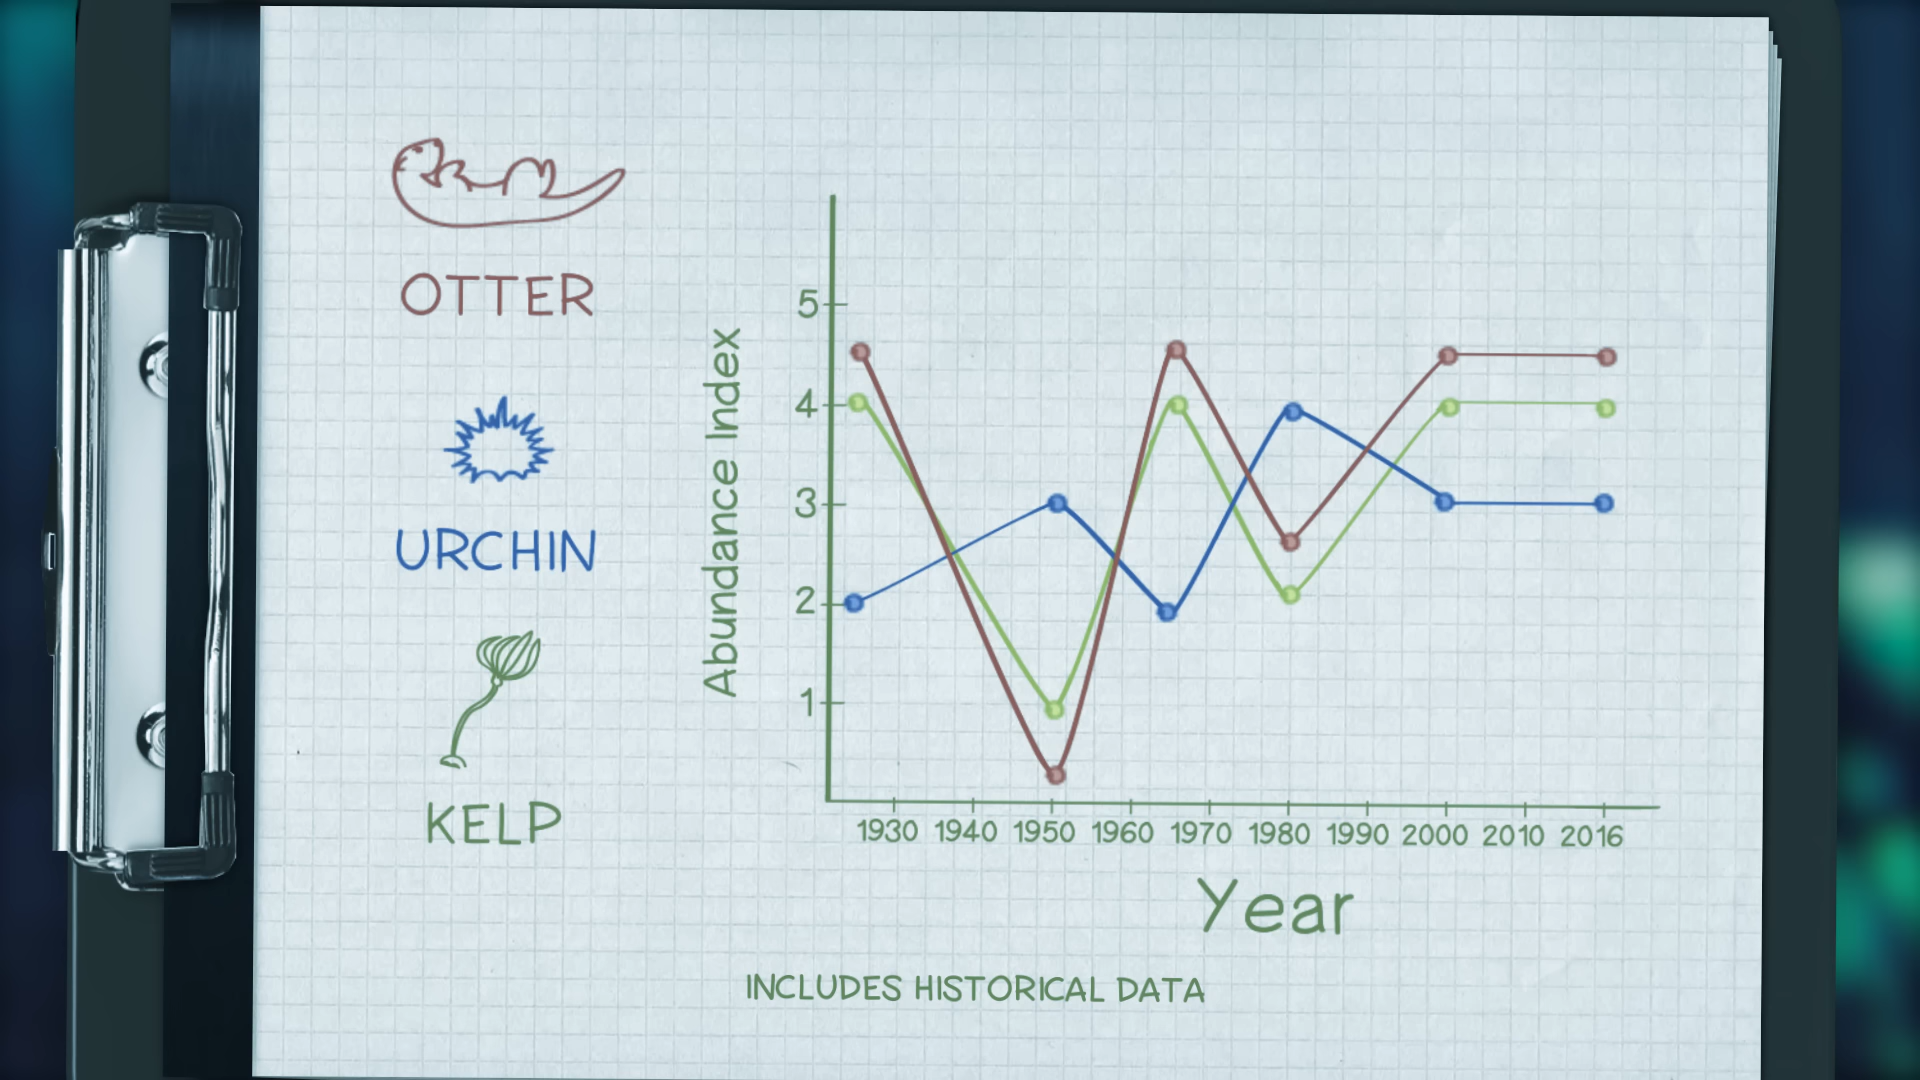 OTTER
URCHIN
KELP
Abundance Index
5
4
3
2
1
1930 1940 1950 1960 1970 1980 1990 2000 2010 2016
Year
INCLUDES HISTORICAL DATA